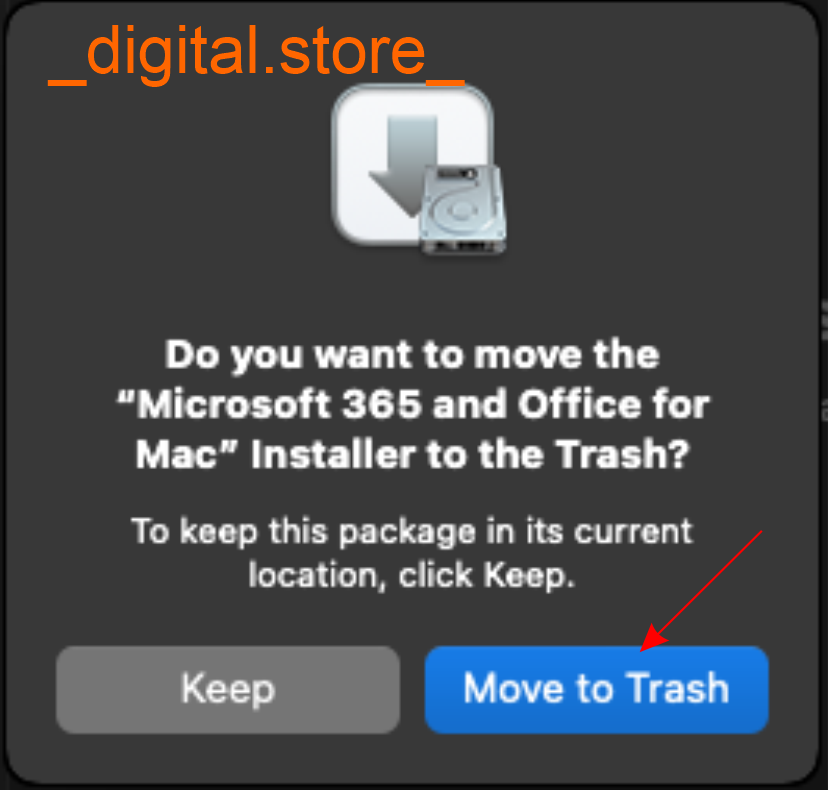 _digital.store_
Do you want to move the
“Microsoft 365 and Office for
Mac” Installer to the Trash?
To keep this package in its current
location, click Keep.
Keep
Move to Trash